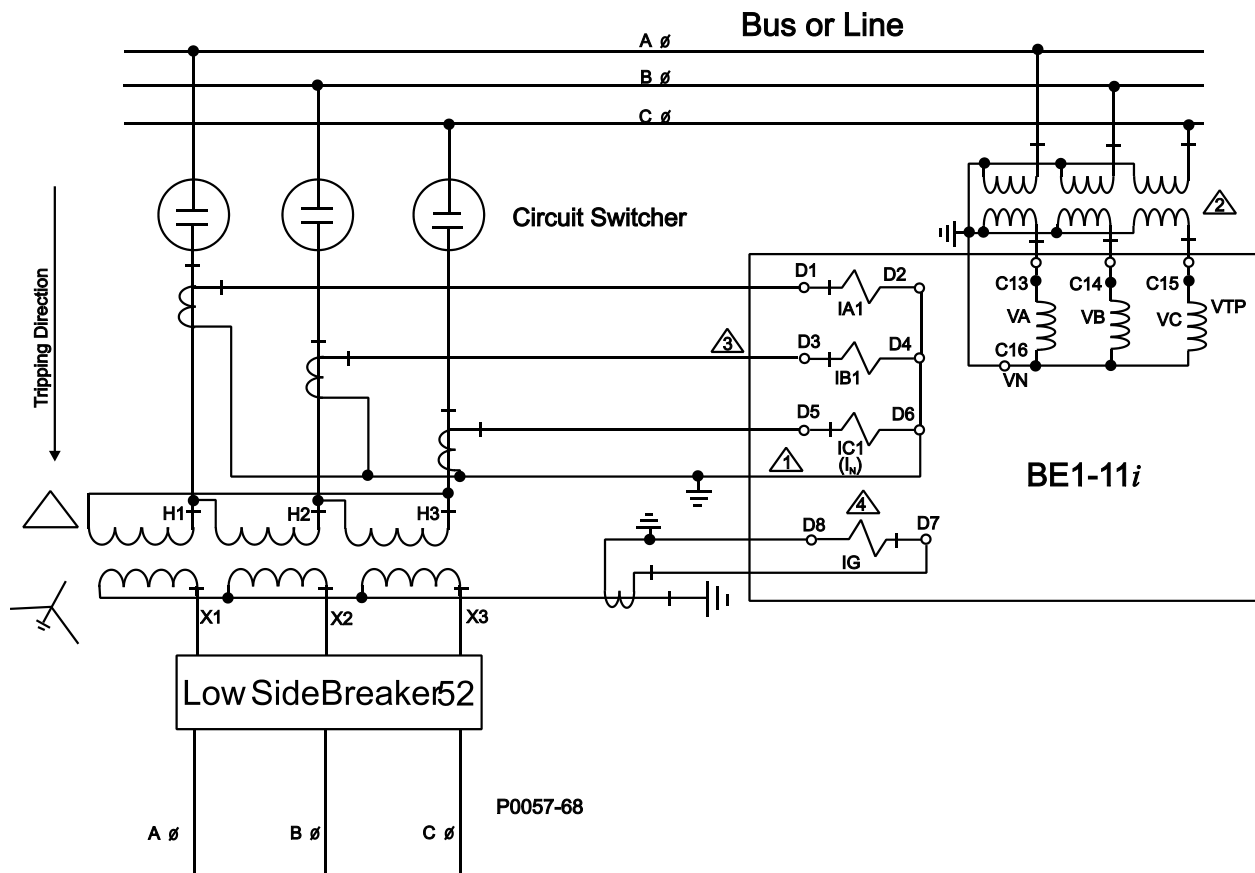 Bus or Line
A ø
B ø
C ø
Circuit Switcher
Tripping Direction
2
D1
D2
IA1
C13
C14
C15
VTP
VA
VB
VC
C16
VN
3
D3
D4
IB1
D5
D6
IC1
(IN)
1
BE1-11i
4
H1
H2
H3
D8
D7
IG
X1
X2
X3
Low SideBreaker52
P0057-68
A ø
B ø
C ø